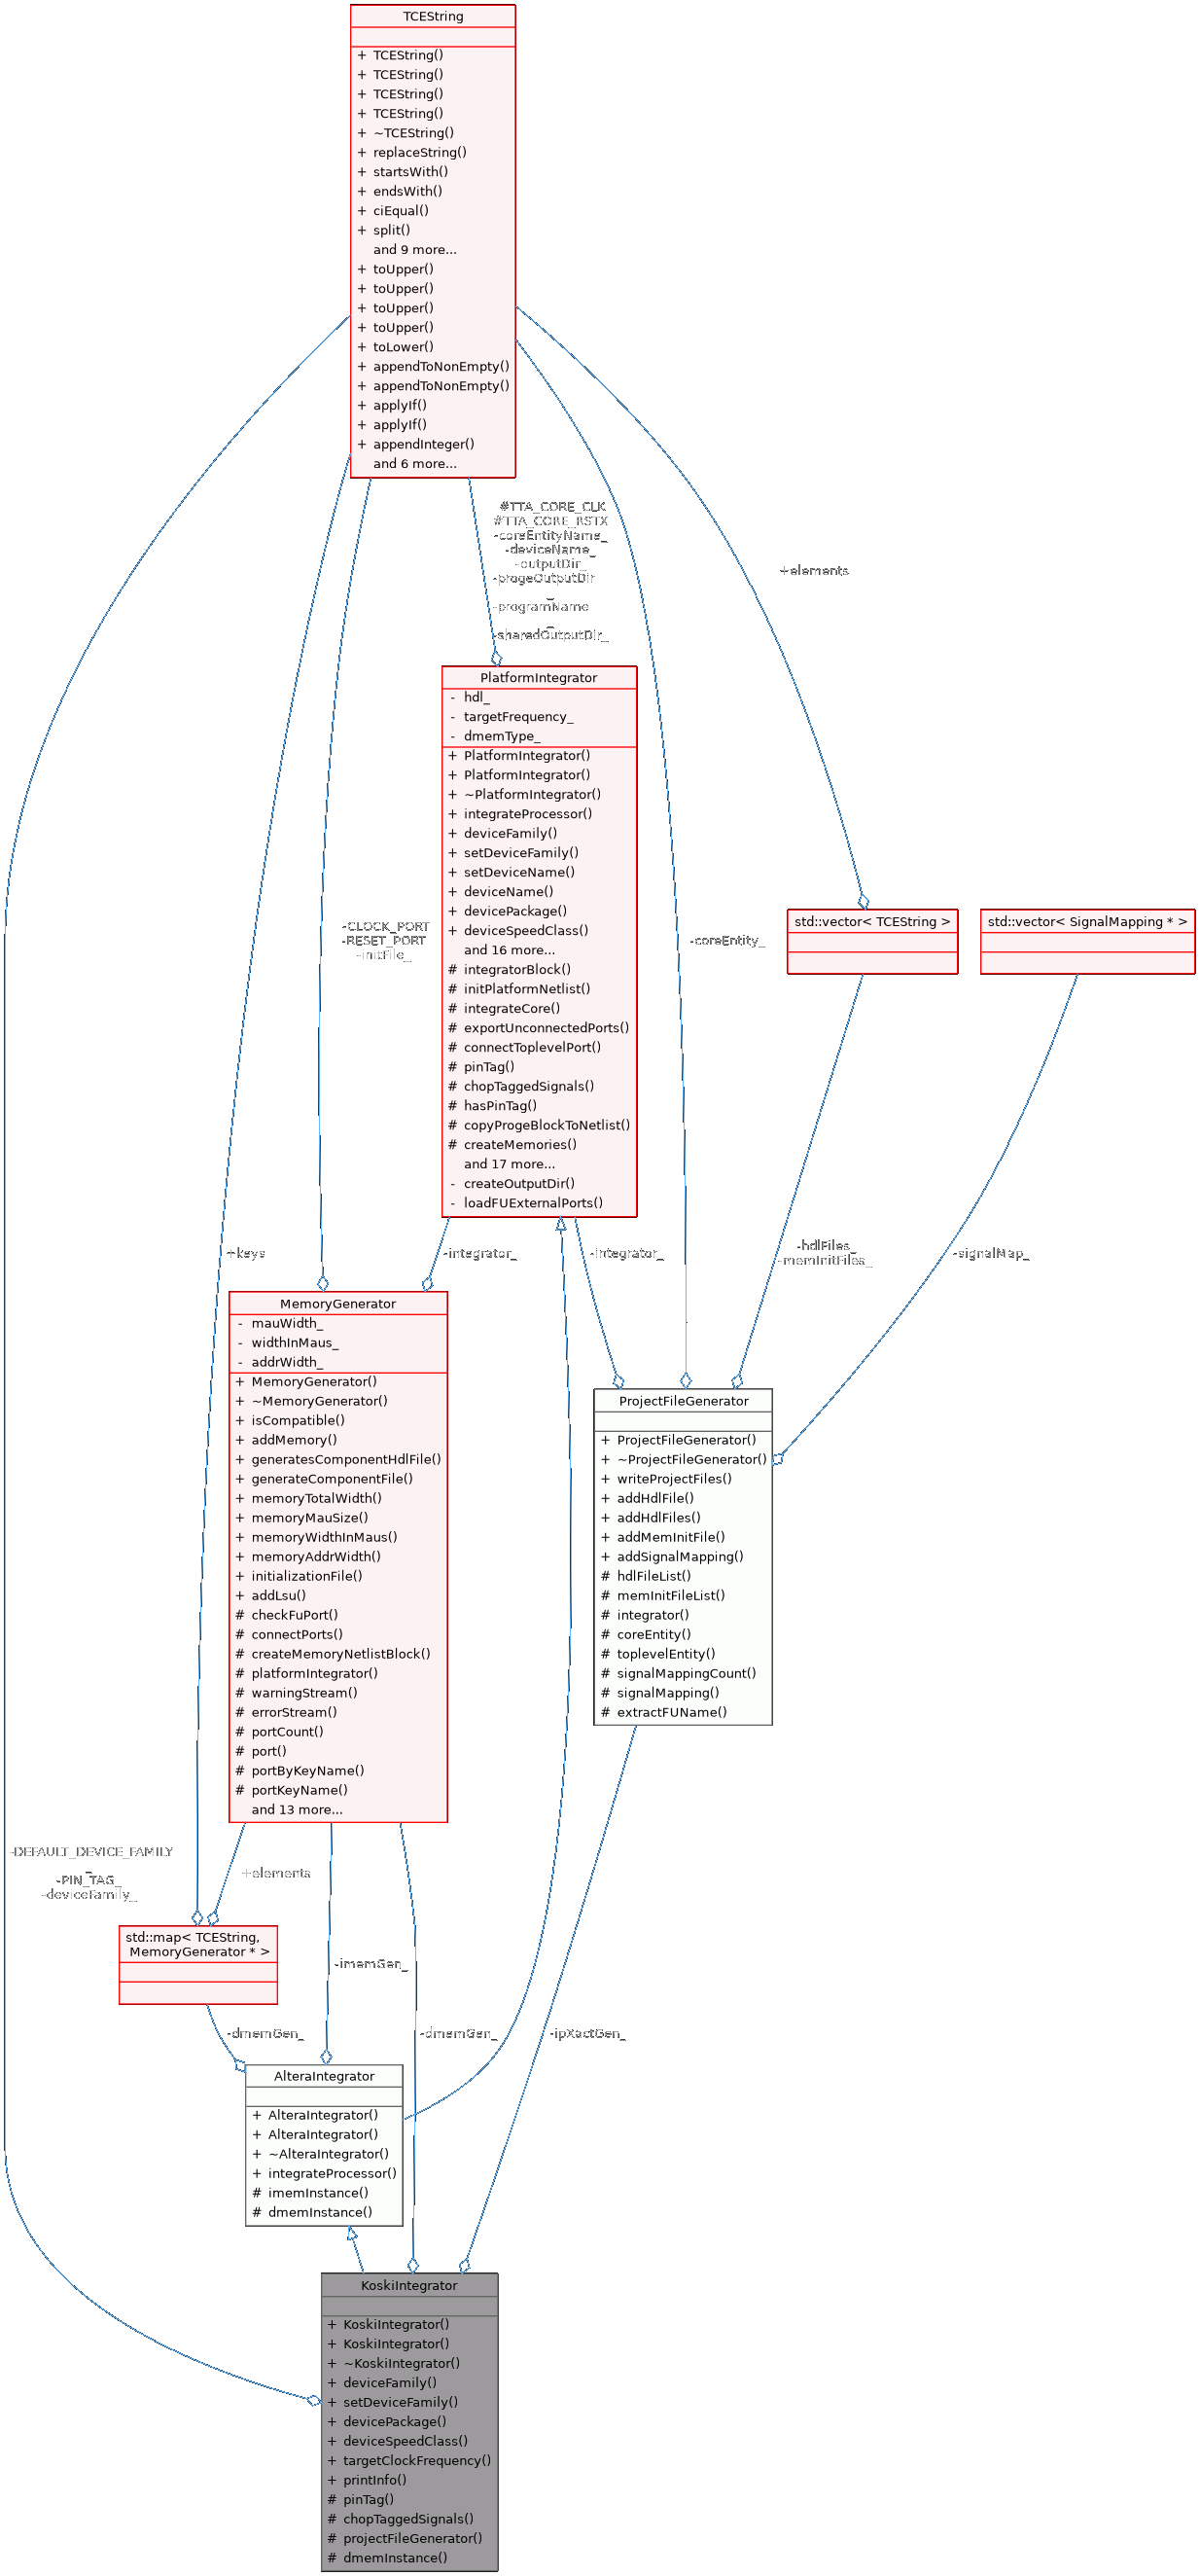 TCEString
+ TCEString()
+ TCEString()
+ TCEString()
+ TCEString()
+ ~TCEString()
+ replaceString()
+ startsWith()
+ endsWith()
+ ciEqual()
+ split()
and 9 more...
+ toUpper()
+ toUpper()
+ toUpper()
+ toUpper()
+ toLower()
+ appendToNonEmpty()
+ appendToNonEmpty()
+ applyIf()
+ applyIf()
+ appendInteger()
and 6 more...
#TTA_CORE_CLK
#TTA_CORE_RSTX
-coreEntityName_
-deviceName_
-outputDir_
-progeOutputDir
_
-programName
_
-sharedOutputDir_
+elements
PlatformIntegrator
- hdl_
- targetFrequency_
- dmemType_
+ PlatformIntegrator()
+ PlatformIntegrator()
+ ~PlatformIntegrator()
+ integrateProcessor()
+ deviceFamily()
+ setDeviceFamily()
+ setDeviceName()
+ deviceName()
+ devicePackage()
+ deviceSpeedClass()
and 16 more...
# integratorBlock()
# initPlatformNetlist()
# integrateCore()
# exportUnconnectedPorts()
# connectToplevelPort()
# pinTag()
# chopTaggedSignals()
# hasPinTag()
# copyProgeBlockToNetlist()
# createMemories()
and 17 more...
- createOutputDir()
- loadFUExternalPorts()
std::vector< TCEString >
std::vector< SignalMapping * >
-CLOCK_PORT
-RESET_PORT
-initFile_
-coreEntity_
+keys
-integrator_
-integrator_
-hdlFiles_
-memInitFiles_
-signalMap_
MemoryGenerator
- mauWidth_
- widthInMaus_
- addrWidth_
+ MemoryGenerator()
+ ~MemoryGenerator()
+ isCompatible()
+ addMemory()
+ generatesComponentHdlFile()
+ generateComponentFile()
+ memoryTotalWidth()
+ memoryMauSize()
+ memoryWidthInMaus()
+ memoryAddrWidth()
+ initializationFile()
+ addLsu()
# checkFuPort()
# connectPorts()
# createMemoryNetlistBlock()
# platformIntegrator()
# warningStream()
# errorStream()
# portCount()
# port()
# portByKeyName()
# portKeyName()
and 13 more...
ProjectFileGenerator
+ ProjectFileGenerator()
+ ~ProjectFileGenerator()
+ writeProjectFiles()
+ addHdlFile()
+ addHdlFiles()
+ addMemInitFile()
+ addSignalMapping()
# hdlFileList()
# memInitFileList()
# integrator()
# coreEntity()
# toplevelEntity()
# signalMappingCount()
# signalMapping()
# extractFUName()
-DEFAULT_DEVICE_FAMILY
_
-PIN_TAG_
-deviceFamily_
+elements
std::map< TCEString,
MemoryGenerator * >
-imemGen_
-dmemGen_
-dmemGen_
-ipXactGen_
AlteraIntegrator
+ AlteraIntegrator()
+ AlteraIntegrator()
+ ~AlteraIntegrator()
+ integrateProcessor()
# imemInstance()
# dmemInstance()
KoskiIntegrator
+ KoskiIntegrator()
+ KoskiIntegrator()
+ ~KoskiIntegrator()
+ deviceFamily()
+ setDeviceFamily()
+ devicePackage()
+ deviceSpeedClass()
+ targetClockFrequency()
+ printInfo()
# pinTag()
# chopTaggedSignals()
# projectFileGenerator()
# dmemInstance()